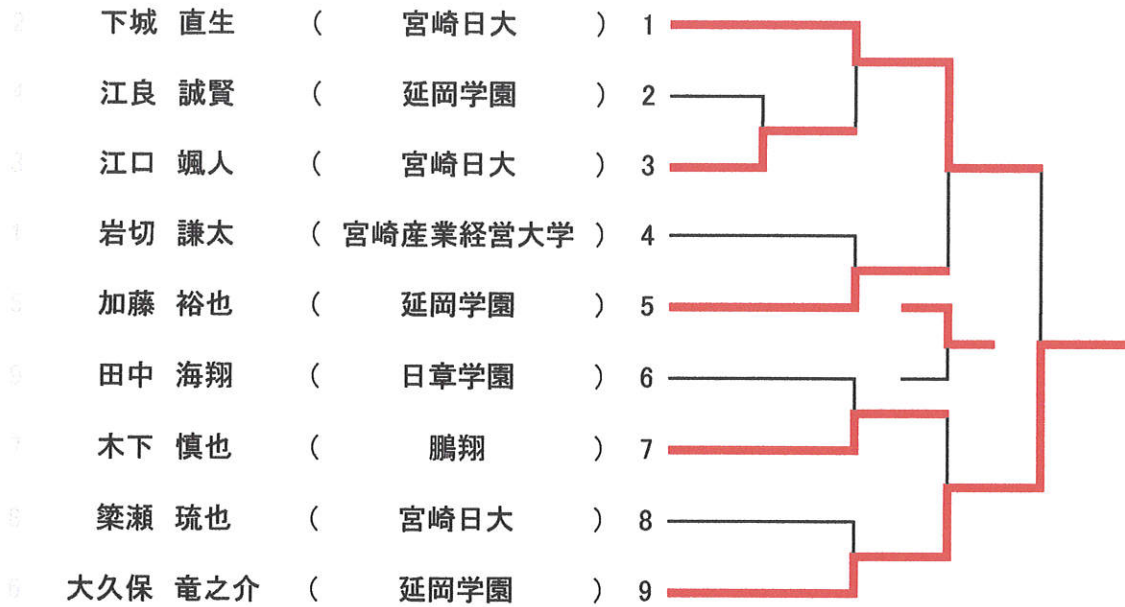 下城 直生 ( 宮崎日大 ) 1
江良 誠賢 ( 延岡学園 ) 2
江口 颯人 ( 宮崎日大 ) 3
岩切 謙太 ( 宮崎産業経営大学 ) 4
加藤 裕也 ( 延岡学園 ) 5
田中 海翔 ( 日章学園 ) 6
木下 慎也 ( 鵬翔 ) 7
簗瀬 琉也 ( 宮崎日大 ) 8
大久保 竜之介 ( 延岡学園 ) 9